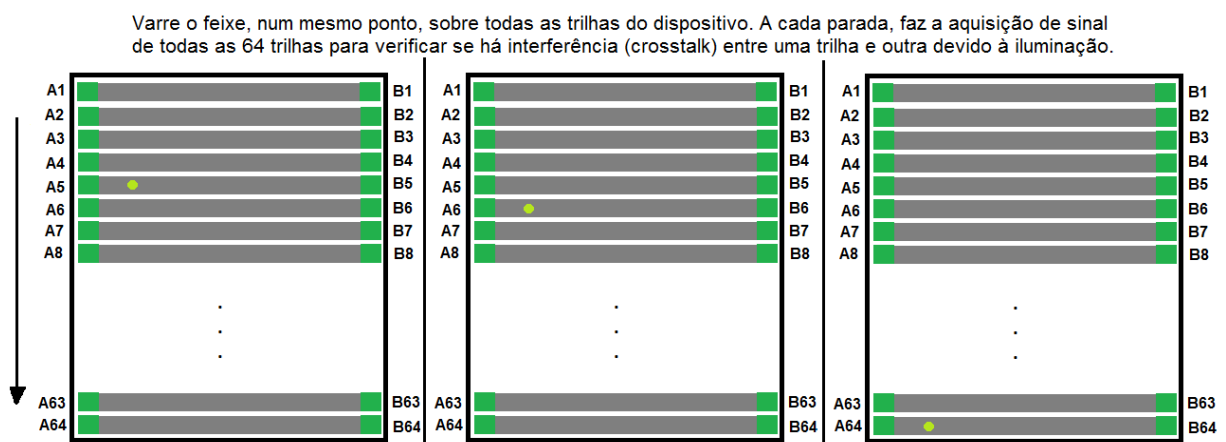 Varre o feixe, num mesmo ponto, sobre todas as trilhas do dispositivo. A cada parada, faz a aquisição de sinal
de todas as 64 trilhas para verificar se há interferência (crosstalk) entre uma trilha e outra devido à iluminação.
A1 B1
A2 B2
A3 B3
A4 B4
A5 B5
A6 B6
A7 B7
A8 B8
.
.
.
A63 B63
A64 B64
A1 B1
A2 B2
A3 B3
A4 B4
A5 B5
A6 B6
A7 B7
A8 B8
.
.
.
A63 B63
A64 B64
A1 B1
A2 B2
A3 B3
A4 B4
A5 B5
A6 B6
A7 B7
A8 B8
.
.
.
A63 B63
A64 B64